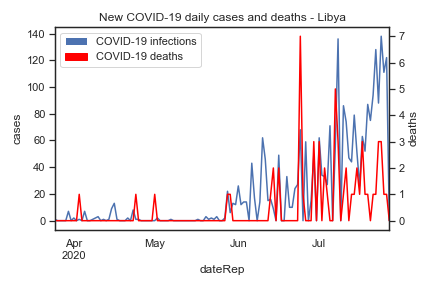 New COVID-19 daily cases and deaths - Libya
COVID-19 infections
COVID-19 deaths
140
120
100
80
60
40
20
0
cases
7
6
5
4
3
2
1
0
deaths
Apr
2020
May
Jun
Jul
dateRep